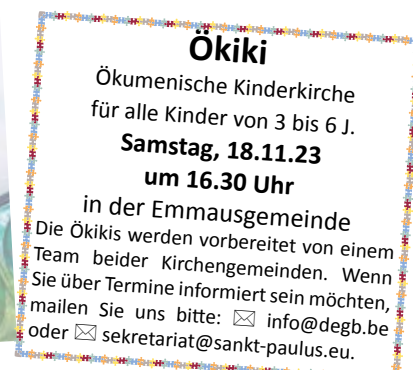 Ökiki
Ökumenische Kinderkirche
für alle Kinder von 3 bis 6 J.
Samstag, 18.11.23
um 16.30 Uhr
in der Emmausgemeinde
Die Ökikis werden vorbereitet von einem
Team beider Kirchengemeinden. Wenn
Sie über Termine informiert sein möchten,
mailen Sie uns bitte: ✉ info@degb.be
oder ✉ sekretariat@sankt-paulus.eu.